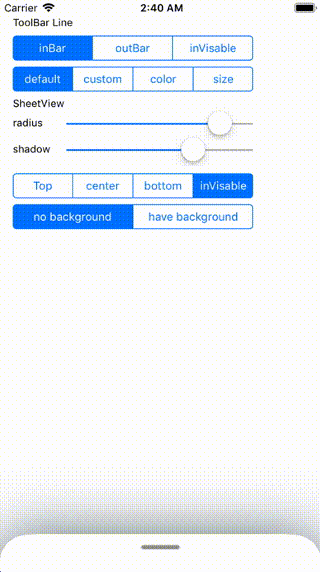 Carrier 2:40 AM
ToolBar Line
inBar outBar inVisable
default custom color size
SheetView
radius
shadow
Top center bottom inVisable
no background have background